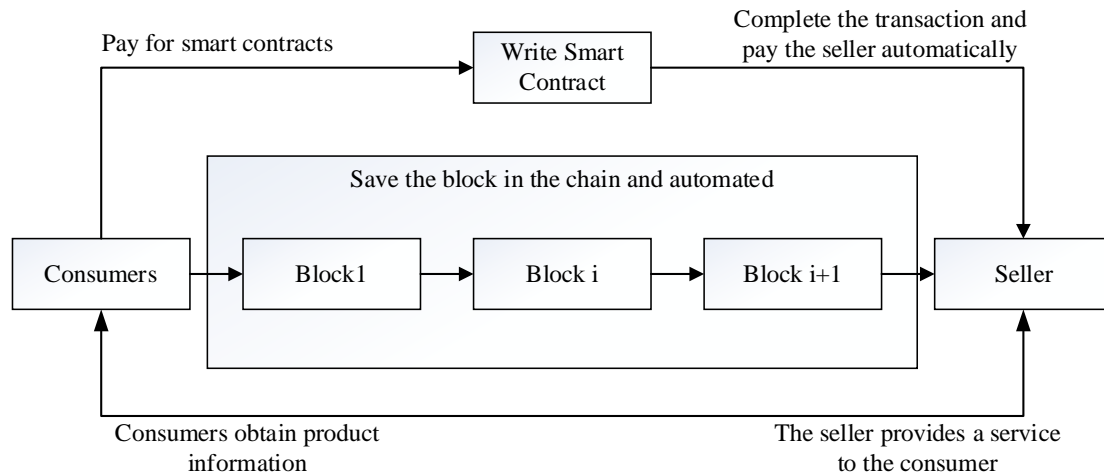 Pay for smart contracts
Write Smart
Contract
Complete the transaction and
pay the seller automatically
Save the block in the chain and automated
Consumers
Block1
Block i
Block i+1
Seller
Consumers obtain product
information
The seller provides a service
to the consumer